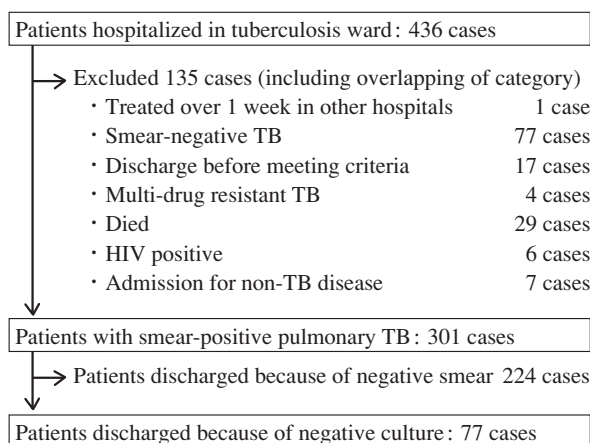 Patients hospitalized in tuberculosis ward: 436 cases
Excluded 135 cases (including overlapping of category)
・Treated over 1 week in other hospitals 1 case
・Smear-negative TB 77 cases
・Discharge before meeting criteria 17 cases
・Multi-drug resistant TB 4 cases
・Died 29 cases
・HIV positive 6 cases
・Admission for non-TB disease 7 cases
Patients with smear-positive pulmonary TB: 301 cases
Patients discharged because of negative smear 224 cases
Patients discharged because of negative culture: 77 cases